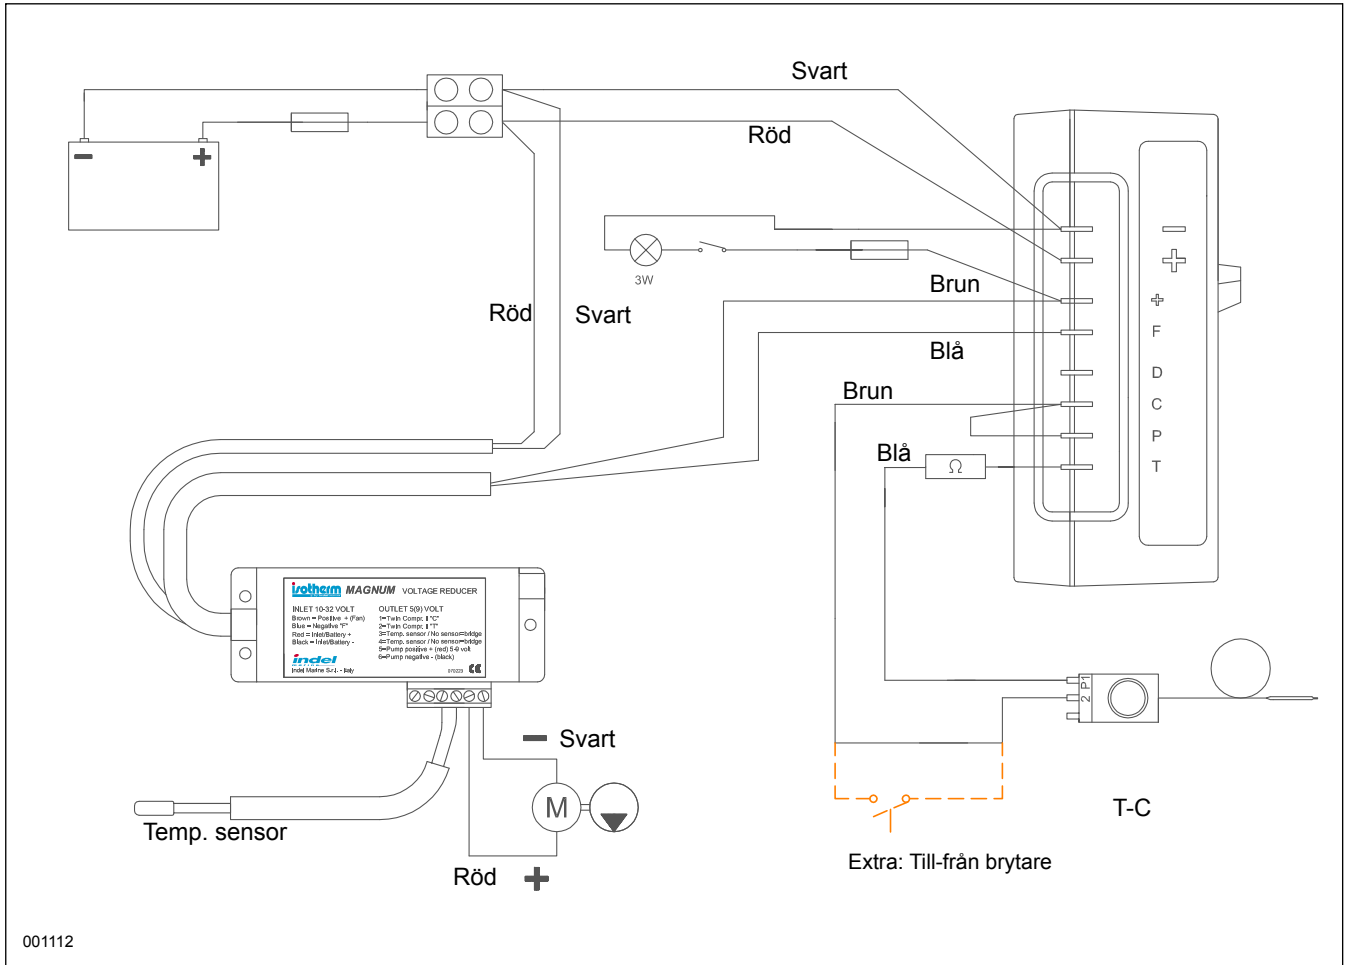 Svart
Röd
3W
Brun
F
Röd
Svart
Blå
D
Brun
C
P
Blå
Ω
T
isotherm MAGNUM VOLTAGE REDUCER
INLET 10-32 VOLT
Brown = Positive + (Fan)
Blue = Negative "F"
Red = Inlet/Battery +
Black = Inlet/Battery -
OUTLET 5(9) VOLT
1=Twin Compr. II "C"
2=Twin Compr. II "T"
3=Temp. sensor / No sensor=bridge
4=Temp. sensor / No sensor=bridge
5=Pump positive + (red) 5-9 volt
6=Pump negative - (black)
indel
Indel Marine S.r.l. - Italy
CE
P1
2
Svart
M
T-C
Temp. sensor
Extra: Till-från brytare
Röd
001112